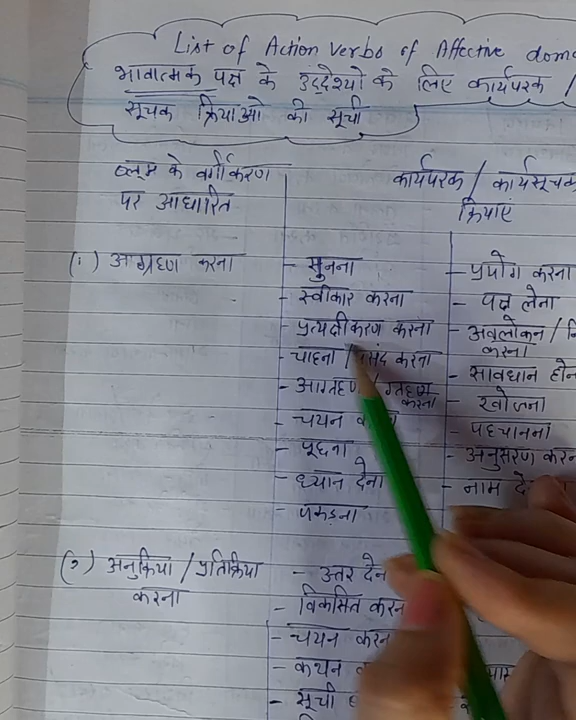 List of Action verbs of Affective
भावात्मक पक्ष के उद्देश्यो के लिए कार्यपरक /
सूचक क्रियाओ की सूची
ब्लूम के वर्गीकरण
पर आधारित
कार्यपरक / कार्यसूचक
क्रियाएं
(1) आग्रहण करना
- सुनना
- स्वीकार करना
- प्रत्यक्षीकरण करना
- चाहना / करना
- करना
- चयन
- पूछना
- ध्यान देना
- पकड़ना
- प्रयोग करना
- पक्ष लेना
- अवलोकन /
करना
- सावधान
- खोजना
- पहचानना
- अनुसरण
- नाम
(2) अनुक्रिया / प्रतिक्रिया
करना
- उत्तर
- विकसित
- चयन
- कथन
- सूची